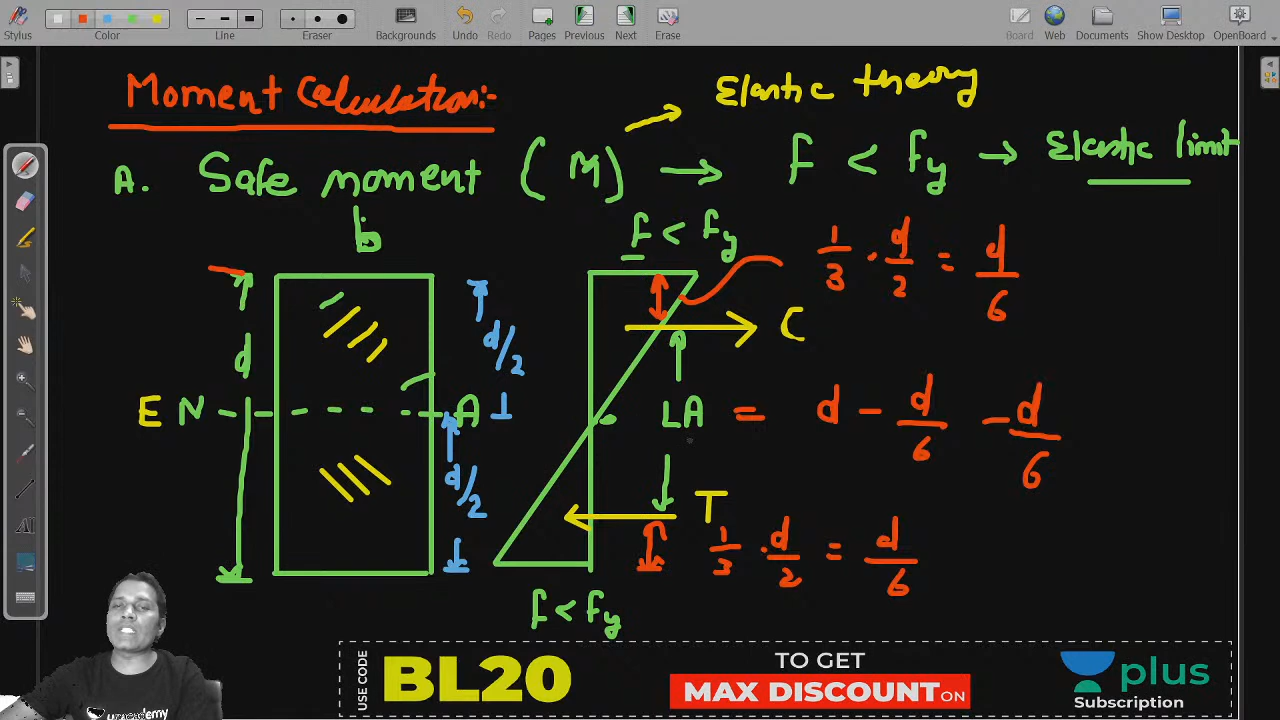 Stylus
Color
Line
Eraser
Backgrounds
Undo
Redo
Pages
Previous
Next
Erase
Board
Web
Documents
Show Desktop
OpenBoard
Moment Calculation:-
Elastic theory
A. Safe moment (M) → f < fy → Elastic limit
b
f < fy
1/3 · d/2 = d/6
d
d/2
C
E N A
LA = d - d/6 - d/6
d/2
T
1/3 · d/2 = d/6
f < fy
unacademy
USE CODE
BL20
TO GET
MAX DISCOUNT ON
plus
Subscription